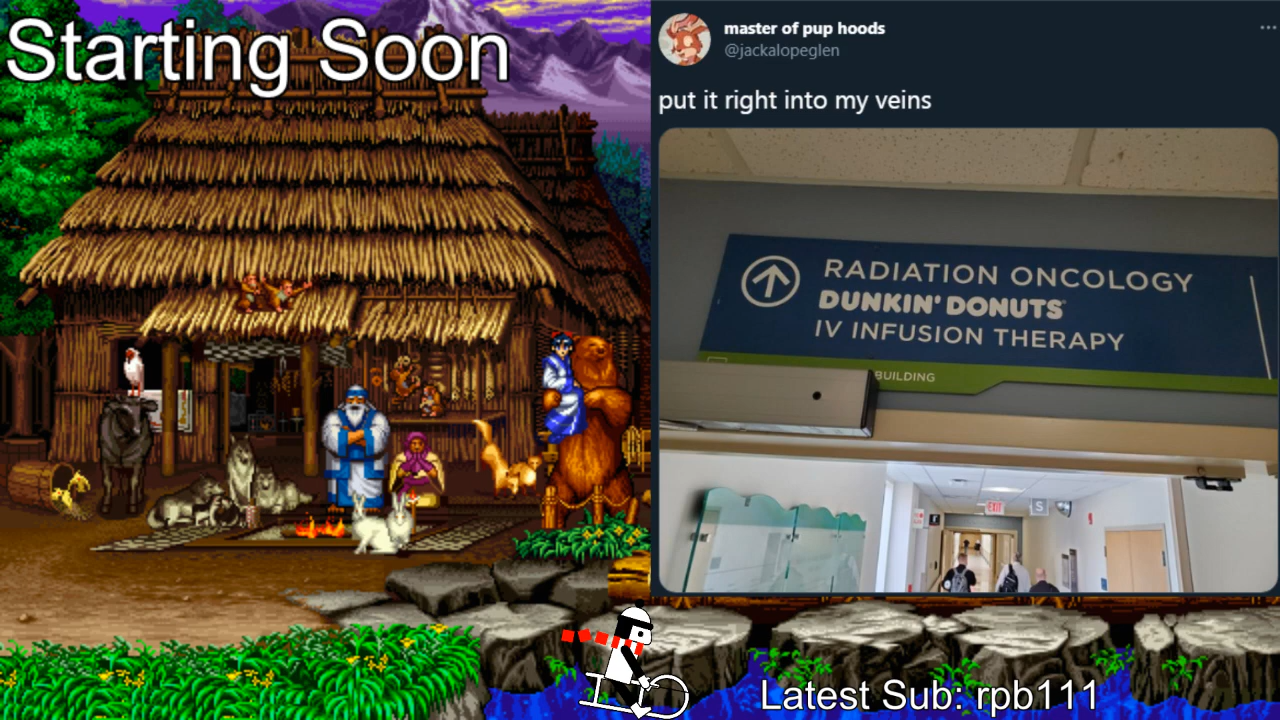 Starting Soon
master of pup hoods
@jackalopeglen
put it right into my veins
RADIATION ONCOLOGY
DUNKIN' DONUTS
IV INFUSION THERAPY
BUILDING
EXIT
S
Latest Sub: rpb111